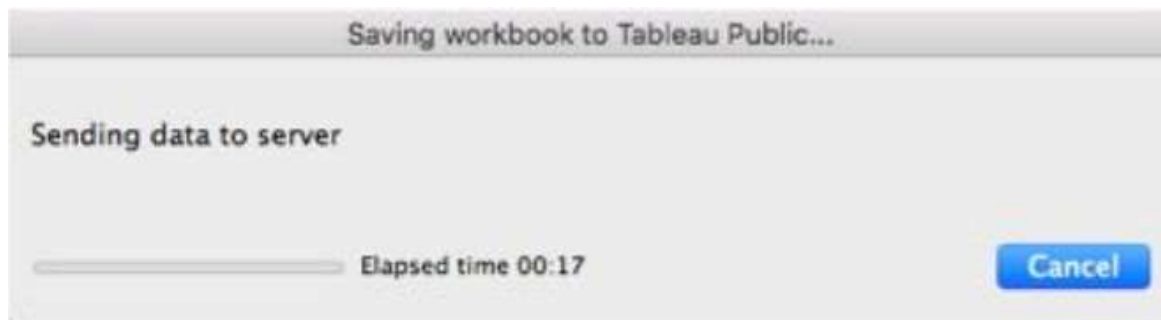 Saving workbook to Tableau Public...
Sending data to server
Elapsed time 00:17
Cancel